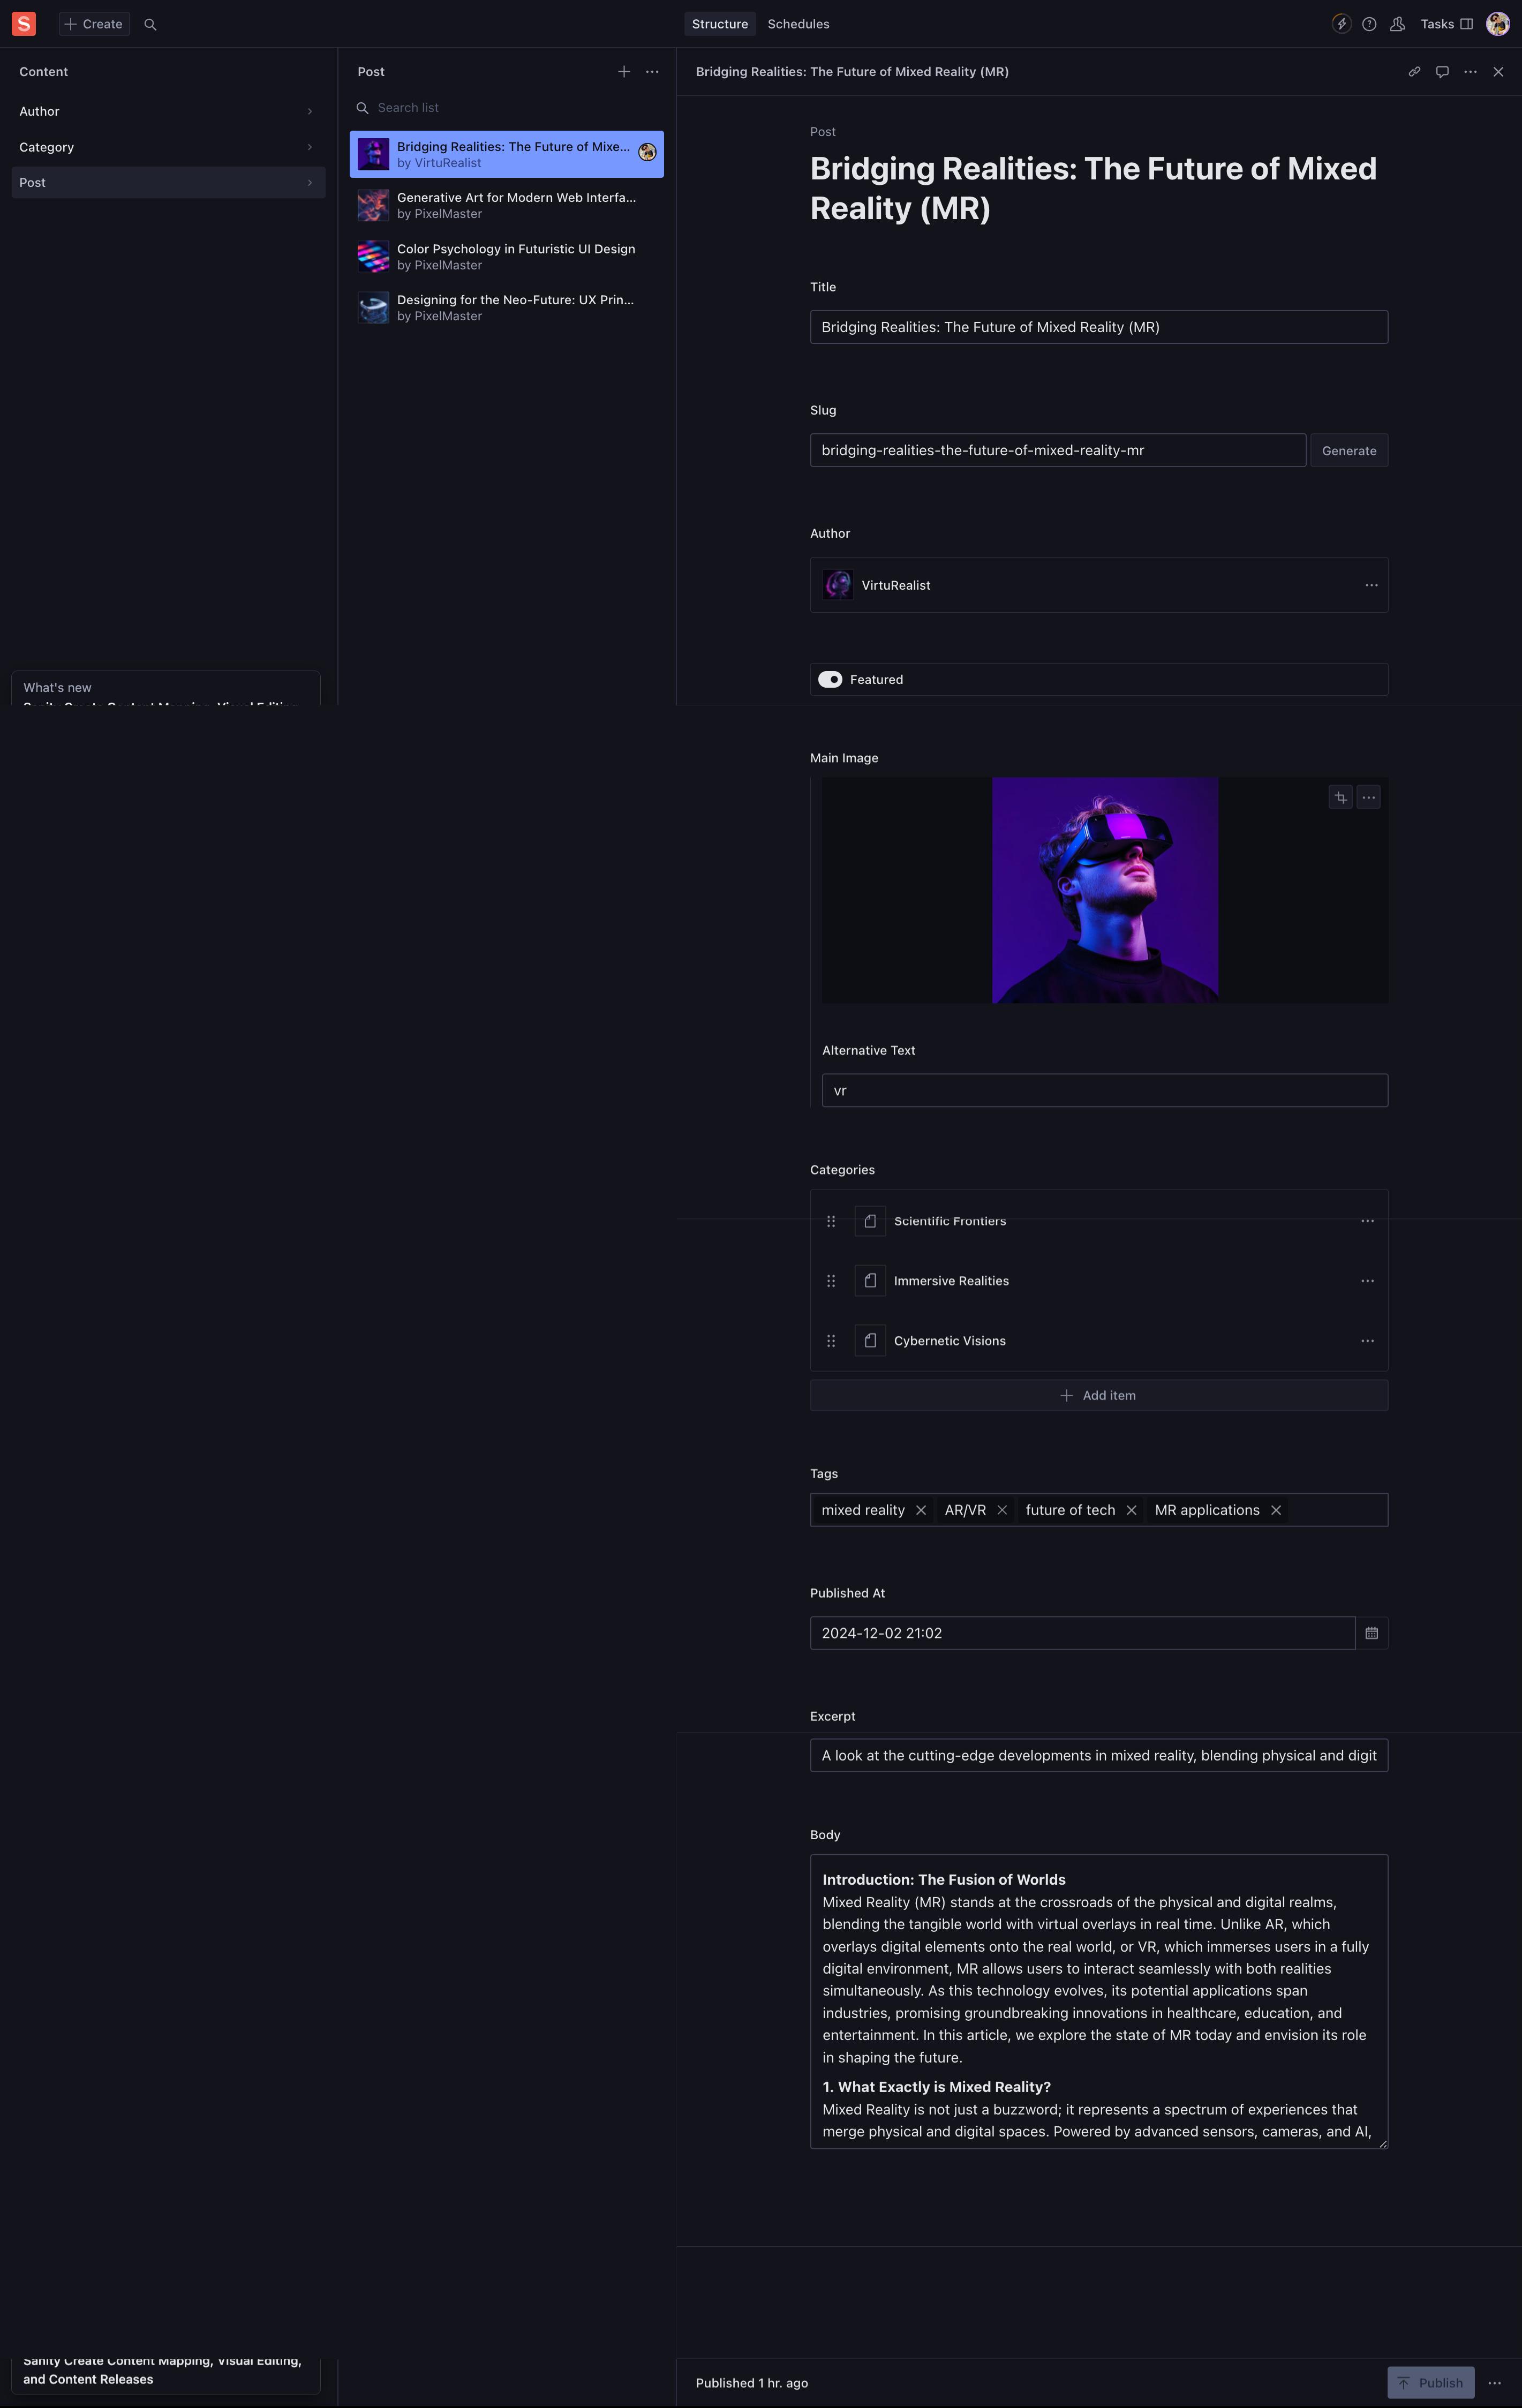 S
Create
Structure
Schedules
Tasks
Content
Author
Category
Post
What's new
Sanity Create Content Mapping, Visual Editing,
Post
Search list
Bridging Realities: The Future of Mixe...
by VirtuRealist
Generative Art for Modern Web Interfa...
by PixelMaster
Color Psychology in Futuristic UI Design
by PixelMaster
Designing for the Neo-Future: UX Prin...
by PixelMaster
Bridging Realities: The Future of Mixed Reality (MR)
Post
Bridging Realities: The Future of Mixed
Reality (MR)
Title
Bridging Realities: The Future of Mixed Reality (MR)
Slug
bridging-realities-the-future-of-mixed-reality-mr
Generate
Author
VirtuRealist
Featured
Main Image
Alternative Text
vr
Categories
Scientific Frontiers
Immersive Realities
Cybernetic Visions
Add item
Tags
mixed reality
AR/VR
future of tech
MR applications
Published At
2024-12-02 21:02
Excerpt
A look at the cutting-edge developments in mixed reality, blending physical and digit
Body
Introduction: The Fusion of Worlds
Mixed Reality (MR) stands at the crossroads of the physical and digital realms,
blending the tangible world with virtual overlays in real time. Unlike AR, which
overlays digital elements onto the real world, or VR, which immerses users in a fully
digital environment, MR allows users to interact seamlessly with both realities
simultaneously. As this technology evolves, its potential applications span
industries, promising groundbreaking innovations in healthcare, education, and
entertainment. In this article, we explore the state of MR today and envision its role
in shaping the future.
1. What Exactly is Mixed Reality?
Mixed Reality is not just a buzzword; it represents a spectrum of experiences that
merge physical and digital spaces. Powered by advanced sensors, cameras, and AI,
Sanity Create Content Mapping, Visual Editing,
and Content Releases
Published 1 hr. ago
Publish